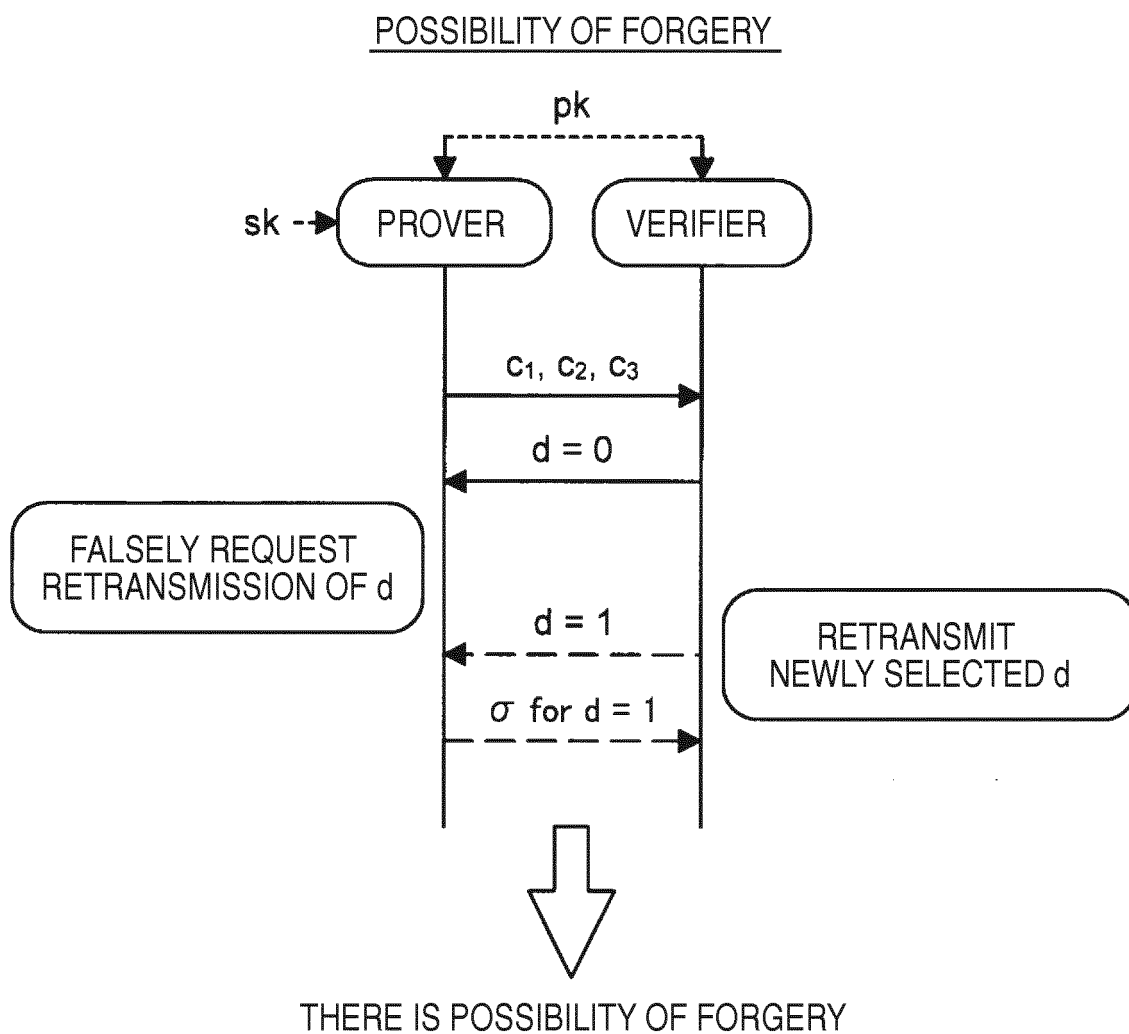 POSSIBILITY OF FORGERY
pk
sk
PROVER
VERIFIER
c₁, c₂, c₃
d = 0
FALSELY REQUEST
RETRANSMISSION OF d
d = 1
RETRANSMIT
NEWLY SELECTED d
σ for d = 1
THERE IS POSSIBILITY OF FORGERY